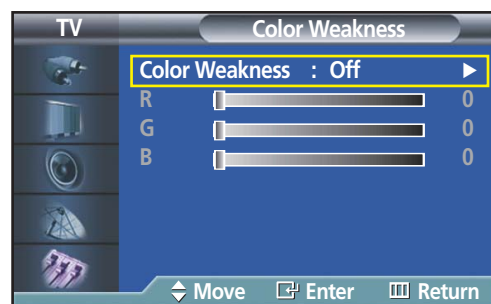 TV Color Weakness
Color Weakness : Off
R 0
G 0
B 0
Move Enter Return